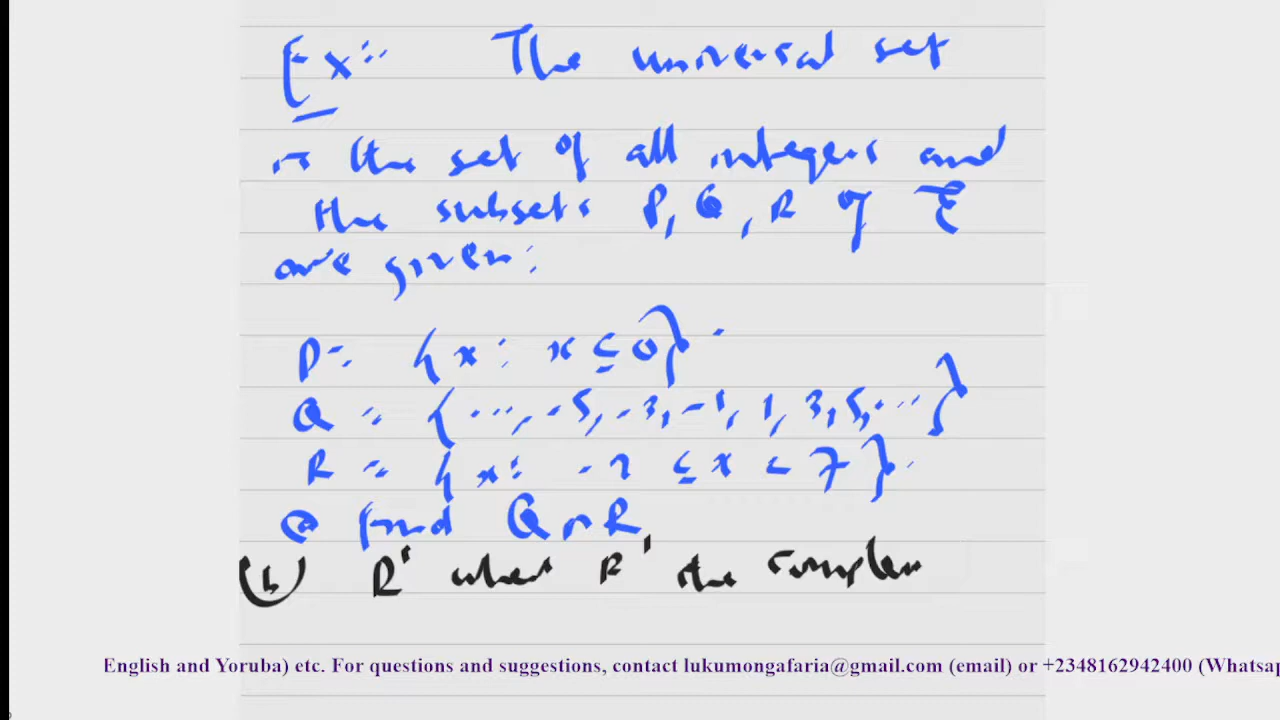 Ex:- The universal set
is the set of all integers and
the subsets P, Q, R of ξ
are given:
P = {x: x ≤ 0}.
Q = {..., -5, -3, -1, 1, 3, 5, ...}
R = {x: -2 ≤ x < 7}.
(a) find Q∩R
(b) R' where R' the complem
English and Yoruba) etc. For questions and suggestions, contact lukumongafaria@gmail.com (email) or +2348162942400 (Whatsap